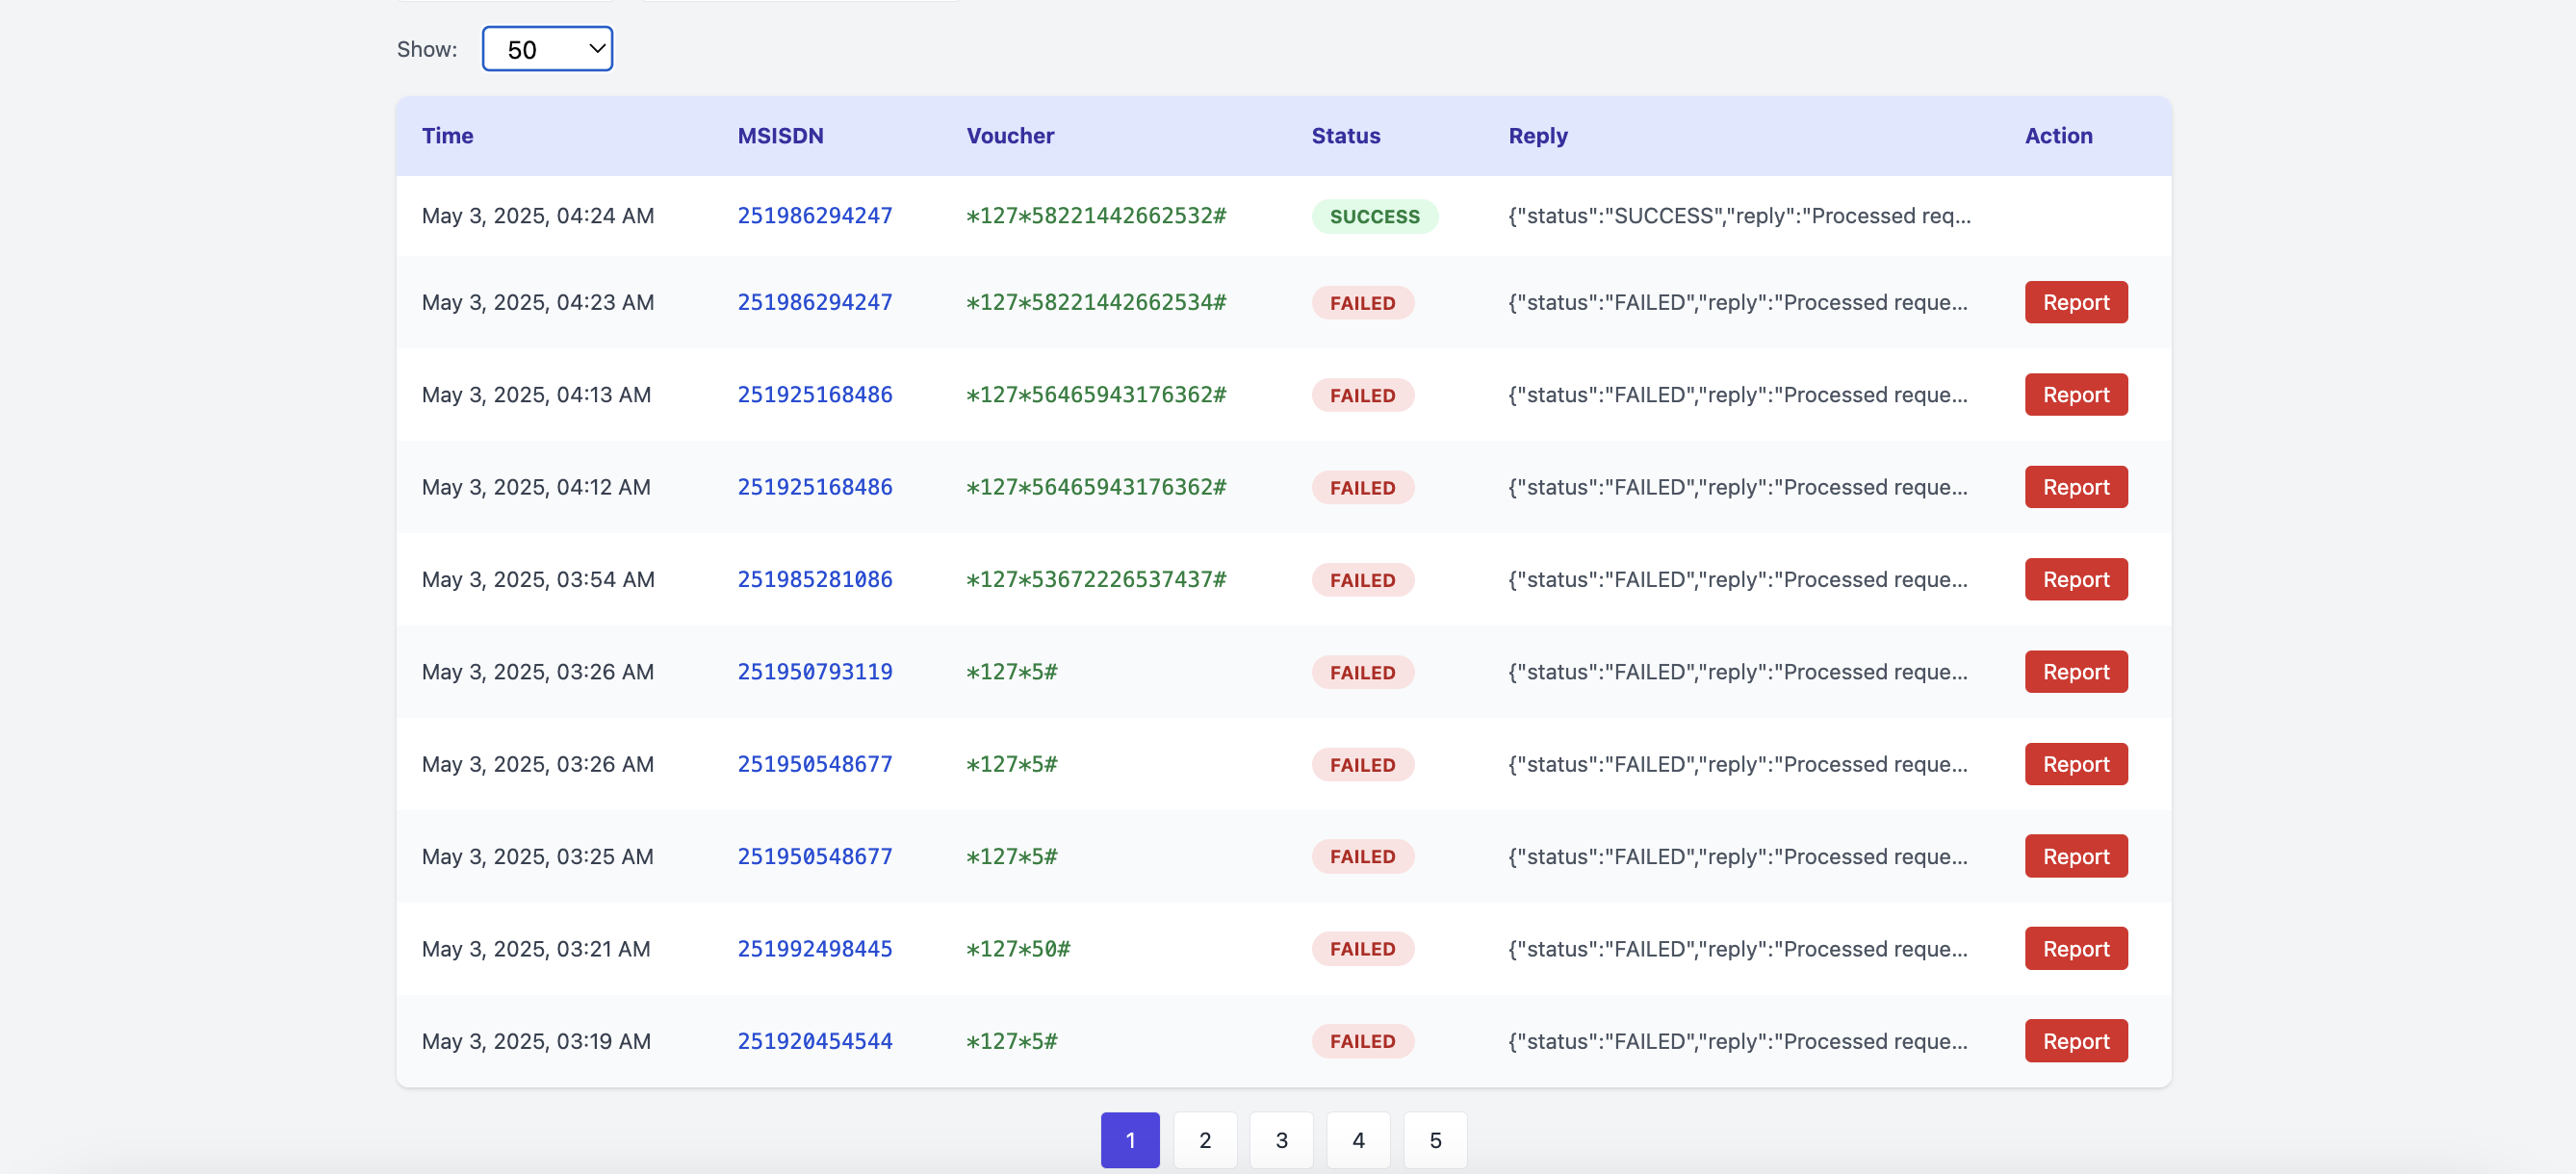 Show: 50
Time MSISDN Voucher Status Reply Action
May 3, 2025, 04:24 AM 251986294247 *127*58221442662532# SUCCESS {"status":"SUCCESS","reply":"Processed req...
May 3, 2025, 04:23 AM 251986294247 *127*58221442662534# FAILED {"status":"FAILED","reply":"Processed reque... Report
May 3, 2025, 04:13 AM 251925168486 *127*56465943176362# FAILED {"status":"FAILED","reply":"Processed reque... Report
May 3, 2025, 04:12 AM 251925168486 *127*56465943176362# FAILED {"status":"FAILED","reply":"Processed reque... Report
May 3, 2025, 03:54 AM 251985281086 *127*53672226537437# FAILED {"status":"FAILED","reply":"Processed reque... Report
May 3, 2025, 03:26 AM 251950793119 *127*5# FAILED {"status":"FAILED","reply":"Processed reque... Report
May 3, 2025, 03:26 AM 251950548677 *127*5# FAILED {"status":"FAILED","reply":"Processed reque... Report
May 3, 2025, 03:25 AM 251950548677 *127*5# FAILED {"status":"FAILED","reply":"Processed reque... Report
May 3, 2025, 03:21 AM 251992498445 *127*50# FAILED {"status":"FAILED","reply":"Processed reque... Report
May 3, 2025, 03:19 AM 251920454544 *127*5# FAILED {"status":"FAILED","reply":"Processed reque... Report
1 2 3 4 5